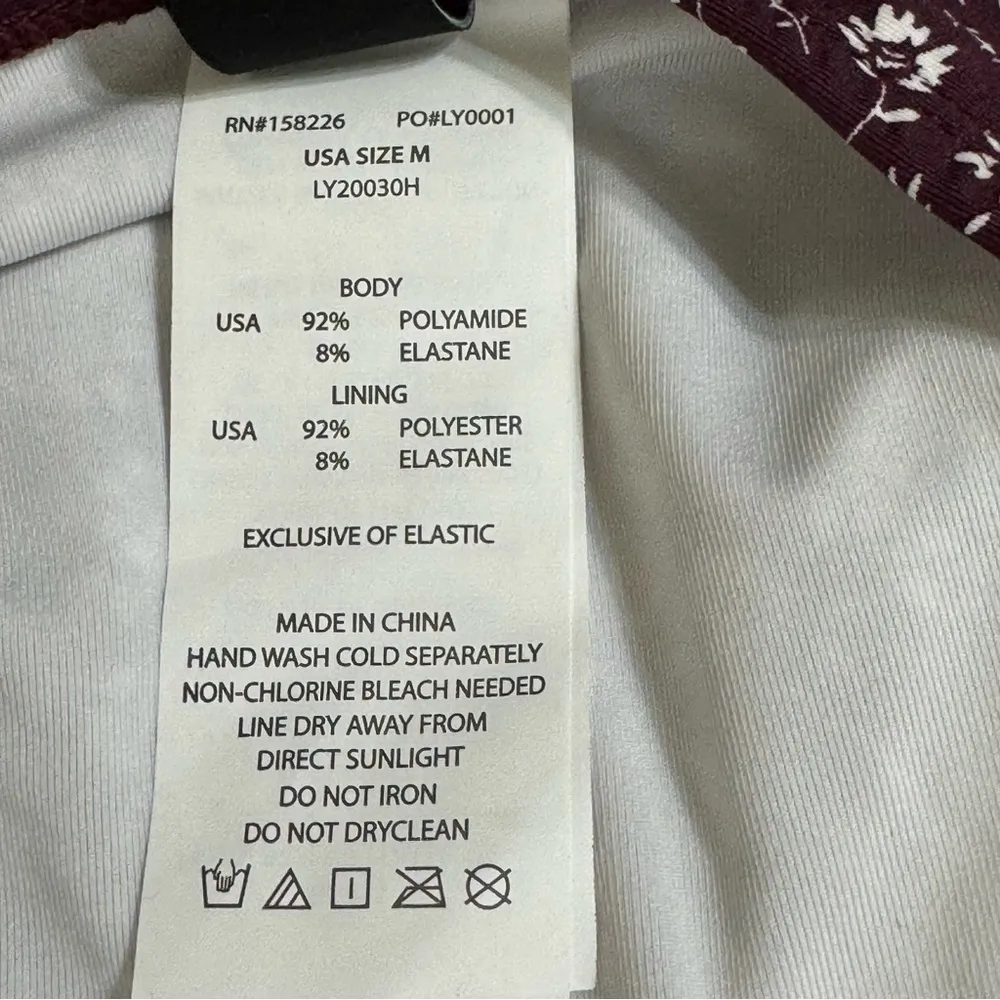 RN#158226 PO#LY0001
USA SIZE M
LY20030H
BODY
USA 92% POLYAMIDE
8% ELASTANE
LINING
USA 92% POLYESTER
8% ELASTANE
EXCLUSIVE OF ELASTIC
MADE IN CHINA
HAND WASH COLD SEPARATELY
NON-CHLORINE BLEACH NEEDED
LINE DRY AWAY FROM
DIRECT SUNLIGHT
DO NOT IRON
DO NOT DRYCLEAN